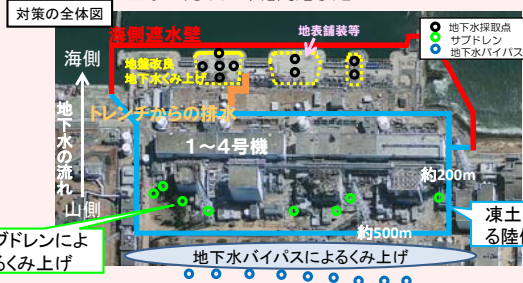 対策の全体図
海側遮水壁
地表舗装等
地下水採取点
サブドレン
地下水バイパス
海側
地盤改良
地下水くみ上げ
トレンチからの排水
地下水の流れ
1～4号機
約200m
山側
ブドレンによ
るくみ上げ
約500m
凍土
る陸
地下水バイパスによるくみ上げ